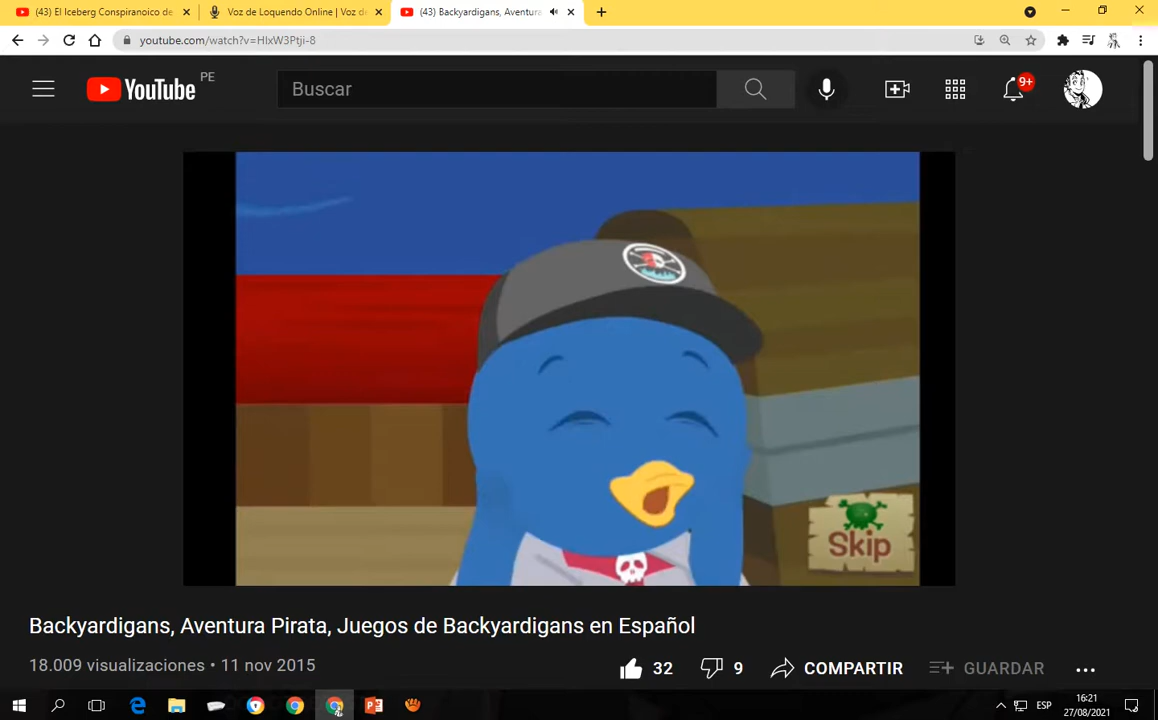 (43) El Iceberg Conspiranoico de
Voz de Loquendo Online | Voz d
(43) Backyardigans, Aventura
youtube.com/watch?v=HIxW3Ptji-8
YouTube PE
Buscar
9+
Skip
Backyardigans, Aventura Pirata, Juegos de Backyardigans en Español
18.009 visualizaciones • 11 nov 2015
32
9
COMPARTIR
GUARDAR
ESP
16:21
27/08/2021